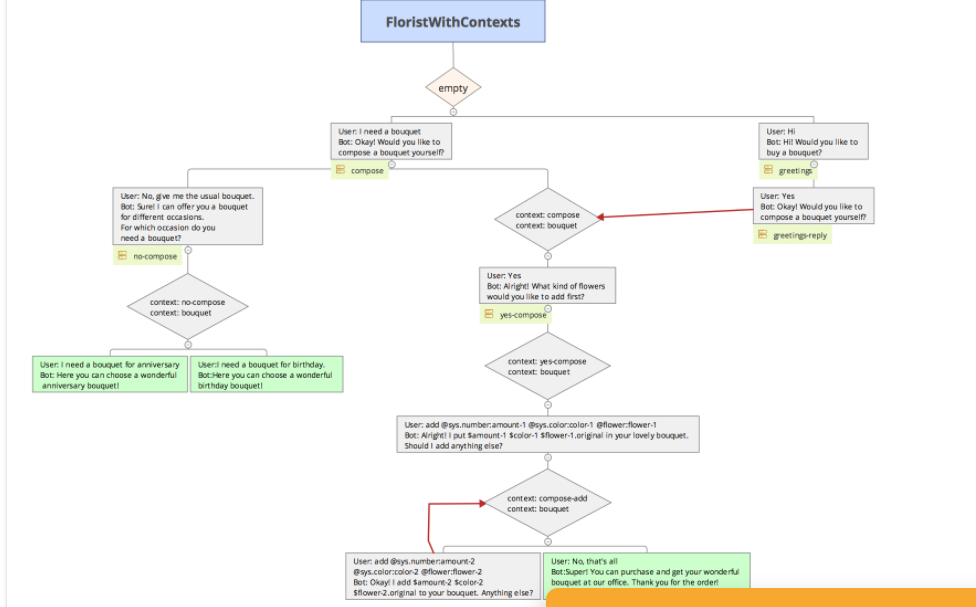 FloristWithContexts
empty
User: I need a bouquet
Bot: Okay! Would you like to
compose a bouquet yourself?
compose
User: Hi
Bot: Hi! Would you like to
buy a bouquet?
greetings
User: No, give me the usual bouquet.
Bot: Sure! I can offer you a bouquet
for different occasions.
For which occasion do you
need a bouquet?
no-compose
context: compose
context: bouquet
User: Yes
Bot: Okay! Would you like to
compose a bouquet yourself?
greetings-reply
User: Yes
Bot: Alright! What kind of flowers
would you like to add first?
yes-compose
context: no-compose
context: bouquet
User: I need a bouquet for anniversary
Bot: Here you can choose a wonderful
anniversary bouquet!
User:I need a bouquet for birthday.
Bot:Here you can choose a wonderful
birthday bouquet!
context: yes-compose
context: bouquet
User: add @sys.number:amount-1 @sys.color:color-1 @flower:flower-1
Bot: Alright! I put $amount-1 $color-1 $flower-1.original in your lovely bouquet.
Should I add anything else?
context: compose-add
context: bouquet
User: add @sys.number:amount-2
@sys.color:color-2 @flower:flower-2
Bot: Okay! I add $amount-2 $color-2
$flower-2.original to your bouquet. Anything else?
User: No, that's all
Bot:Super! You can purchase and get your wonderful
bouquet at our office. Thank you for the order!